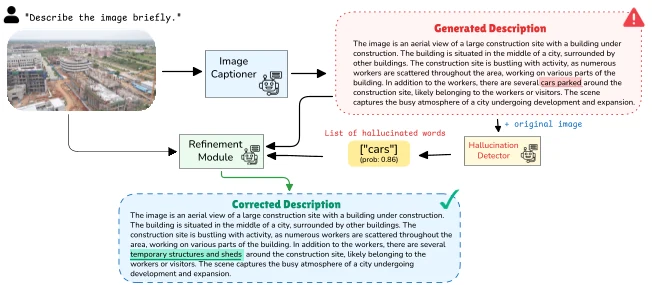 "Describe the image briefly."
Image
Captioner
Generated Description
The image is an aerial view of a large construction site with a building under
construction. The building is situated in the middle of a city, surrounded by
other buildings. The construction site is bustling with activity, as numerous
workers are scattered throughout the area, working on various parts of the
building. In addition to the workers, there are several cars parked around the
construction site, likely belonging to the workers or visitors. The scene
captures the busy atmosphere of a city undergoing development and expansion.
+ original image
Hallucination
Detector
List of hallucinated words
["cars"]
(prob: 0.86)
Refinement
Module
Corrected Description
The image is an aerial view of a large construction site with a building under construction.
The building is situated in the middle of a city, surrounded by other buildings. The
construction site is bustling with activity, as numerous workers are scattered throughout the
area, working on various parts of the building. In addition to the workers, there are several
temporary structures and sheds around the construction site, likely belonging to the
workers or visitors. The scene captures the busy atmosphere of a city undergoing
development and expansion.